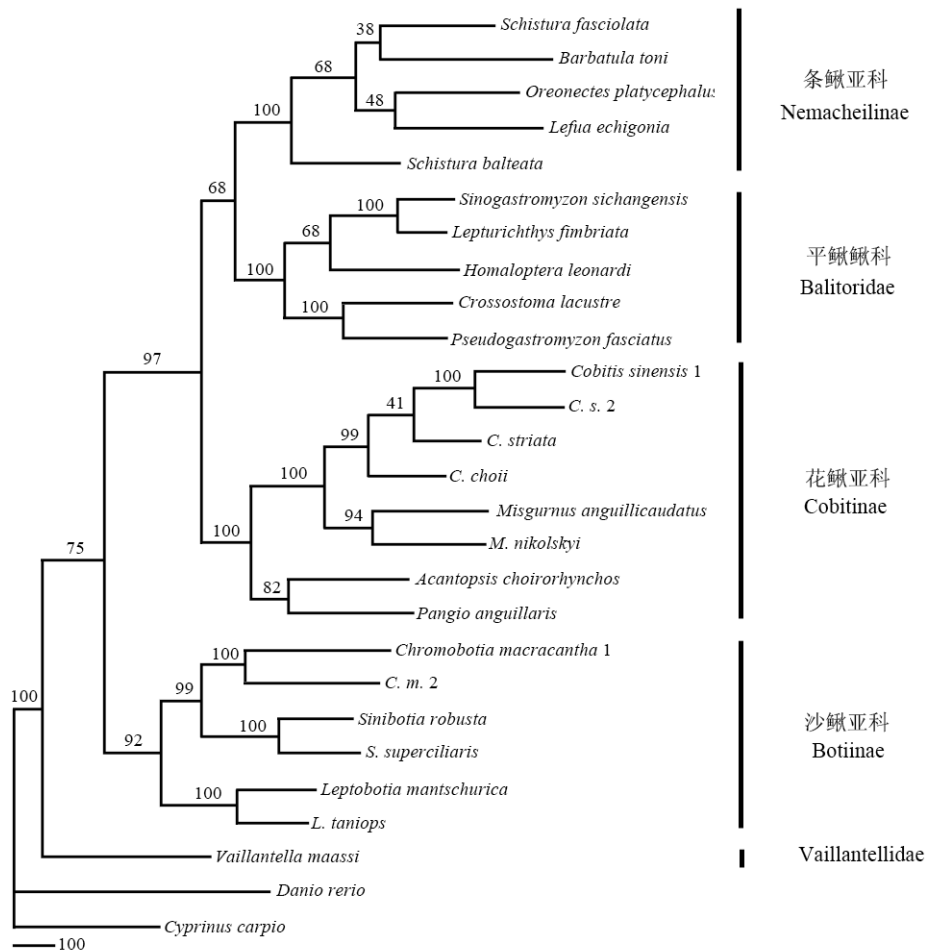 38
Schistura fasciolata
Barbatula toni
68
48
Oreonectes platycephalus
Lefua echigonia
100
Schistura balteata
条鳅亚科
Nemacheilinae
68
100
Sinogastromyzon sichangensis
Lepturichthys fimbriata
68
Homaloptera leonardi
100
100
Crossostoma lacustre
Pseudogastromyzon fasciatus
平鳅鳅科
Balitoridae
97
100
Cobitis sinensis 1
C. s. 2
41
C. striata
99
C. choii
100
Misgurnus anguillicaudatus
94
M. nikolskyi
100
Acantopsis choirorhynchos
82
Pangio anguillaris
花鳅亚科
Cobitinae
75
Chromobotia macracantha 1
100
C. m. 2
99
Sinibotia robusta
100
S. superciliaris
92
Leptobotia mantschurica
100
L. taniops
沙鳅亚科
Botiinae
100
Vaillantella maassi
Vaillantellidae
Danio rerio
Cyprinus carpio
100